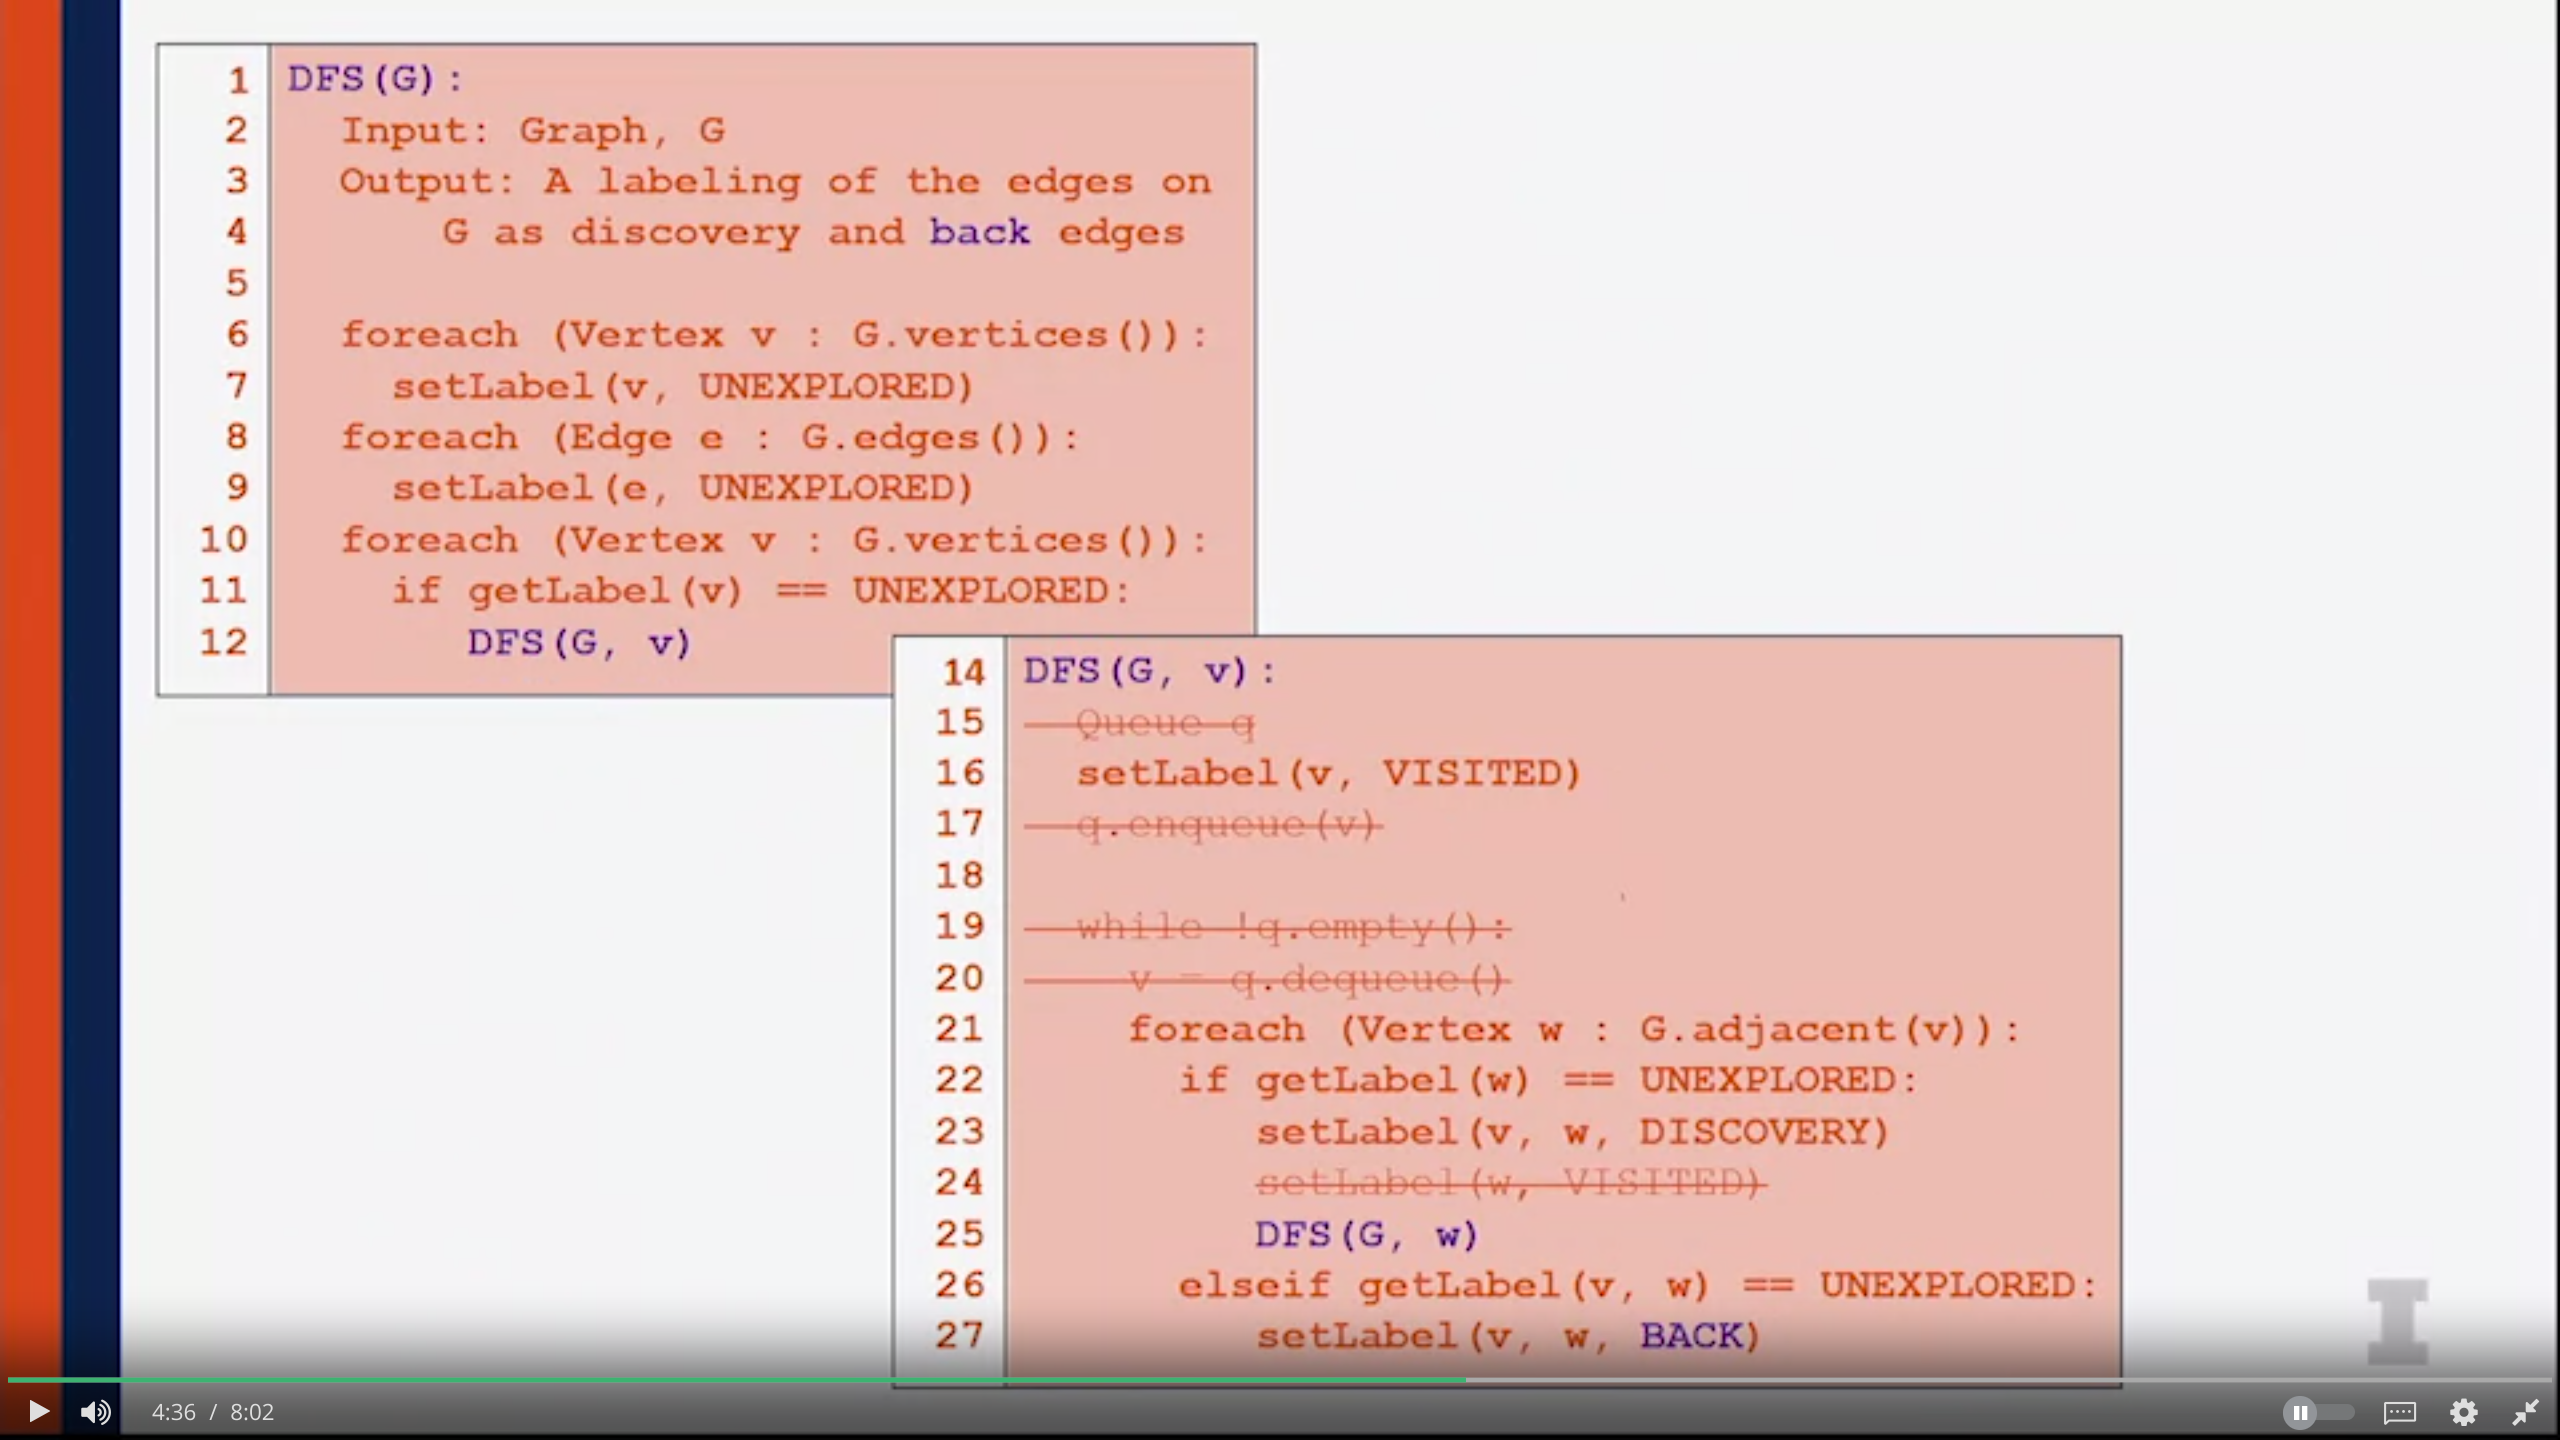 1 DFS(G):
2 Input: Graph, G
3 Output: A labeling of the edges on
4 G as discovery and back edges
5
6 foreach (Vertex v : G.vertices()):
7 setLabel(v, UNEXPLORED)
8 foreach (Edge e : G.edges()):
9 setLabel(e, UNEXPLORED)
10 foreach (Vertex v : G.vertices()):
11 if getLabel(v) == UNEXPLORED:
12 DFS(G, v)
14 DFS(G, v):
15 Queue q
16 setLabel(v, VISITED)
17 q.enqueue(v)
18
19 while !q.empty():
20 v = q.dequeue()
21 foreach (Vertex w : G.adjacent(v)):
22 if getLabel(w) == UNEXPLORED:
23 setLabel(v, w, DISCOVERY)
24 setLabel(w, VISITED)
25 DFS(G, w)
26 elseif getLabel(v, w) == UNEXPLORED:
27 setLabel(v, w, BACK)
I
4:36 / 8:02